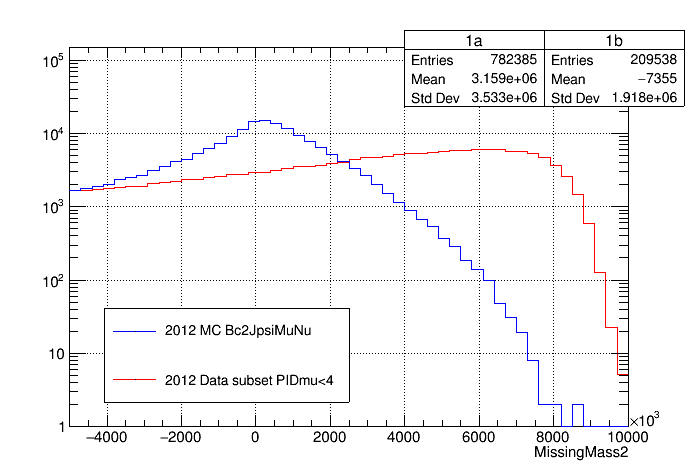 1a 1b
Entries 782385 Entries 209538
Mean 3.159e+06 Mean −7355
Std Dev 3.533e+06 Std Dev 1.918e+06
10^5
10^4
10^3
10^2
10
1
2012 MC Bc2JpsiMuNu
2012 Data subset PIDmu<4
−4000 −2000 0 2000 4000 6000 8000 10000 ×10^3
MissingMass2